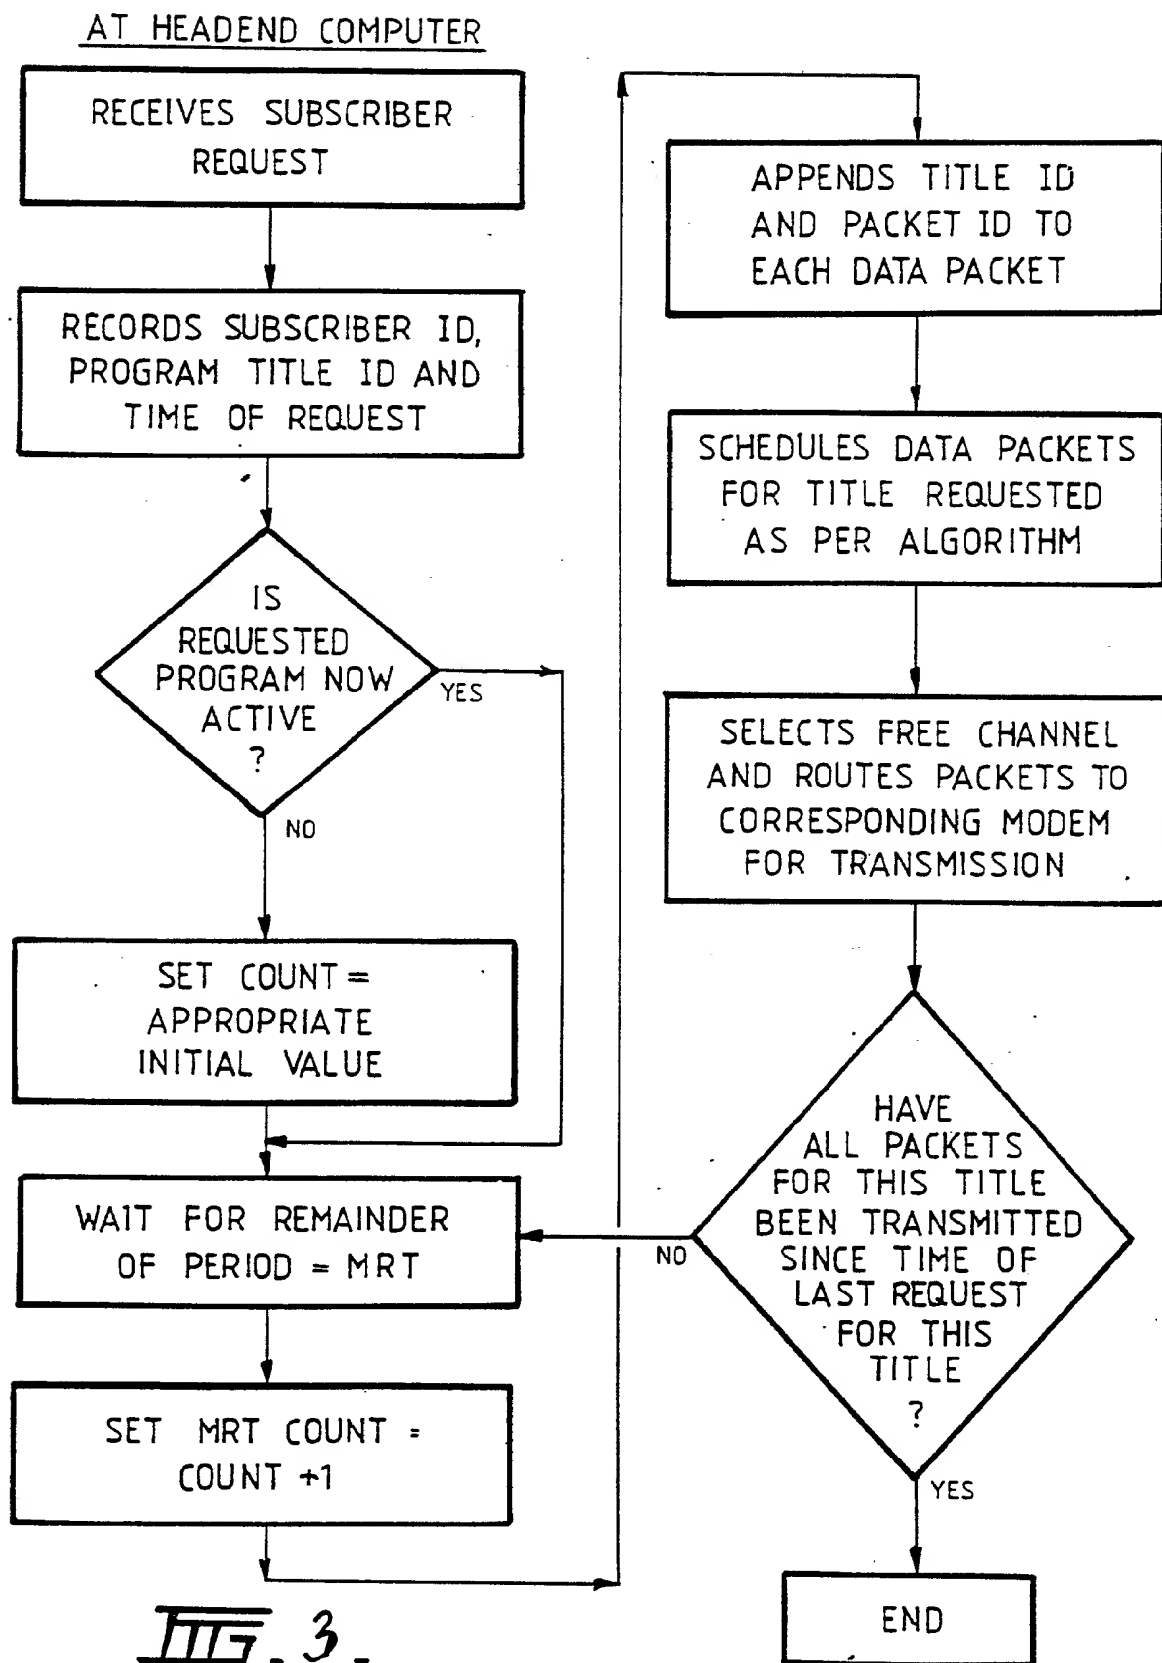 AT HEADEND COMPUTER
RECEIVES SUBSCRIBER
REQUEST
RECORDS SUBSCRIBER ID,
PROGRAM TITLE ID AND
TIME OF REQUEST
IS
REQUESTED
PROGRAM NOW
ACTIVE
?
YES
NO
SET COUNT =
APPROPRIATE
INITIAL VALUE
WAIT FOR REMAINDER
OF PERIOD = MRT
SET MRT COUNT =
COUNT +1
APPENDS TITLE ID
AND PACKET ID TO
EACH DATA PACKET
SCHEDULES DATA PACKETS
FOR TITLE REQUESTED
AS PER ALGORITHM
SELECTS FREE CHANNEL
AND ROUTES PACKETS TO
CORRESPONDING MODEM
FOR TRANSMISSION
HAVE
ALL PACKETS
FOR THIS TITLE
BEEN TRANSMITTED
SINCE TIME OF
LAST REQUEST
FOR THIS
TITLE
?
NO
YES
END
FIG. 3.